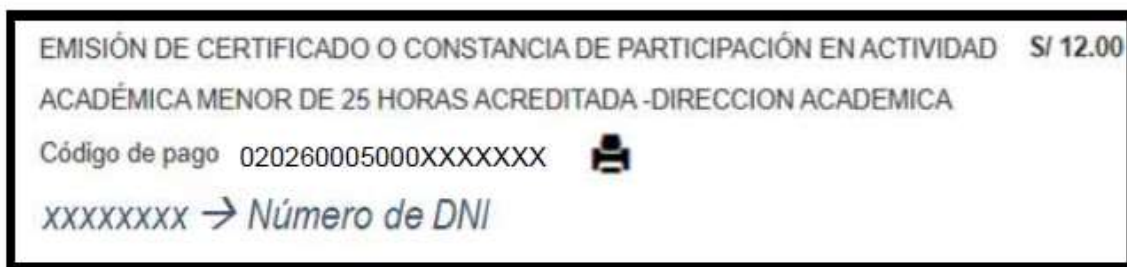 EMISIÓN DE CERTIFICADO O CONSTANCIA DE PARTICIPACIÓN EN ACTIVIDAD S/ 12.00
ACADÉMICA MENOR DE 25 HORAS ACREDITADA -DIRECCION ACADEMICA
Código de pago 020260005000XXXXXXX
xxxxxxxx → Número de DNI